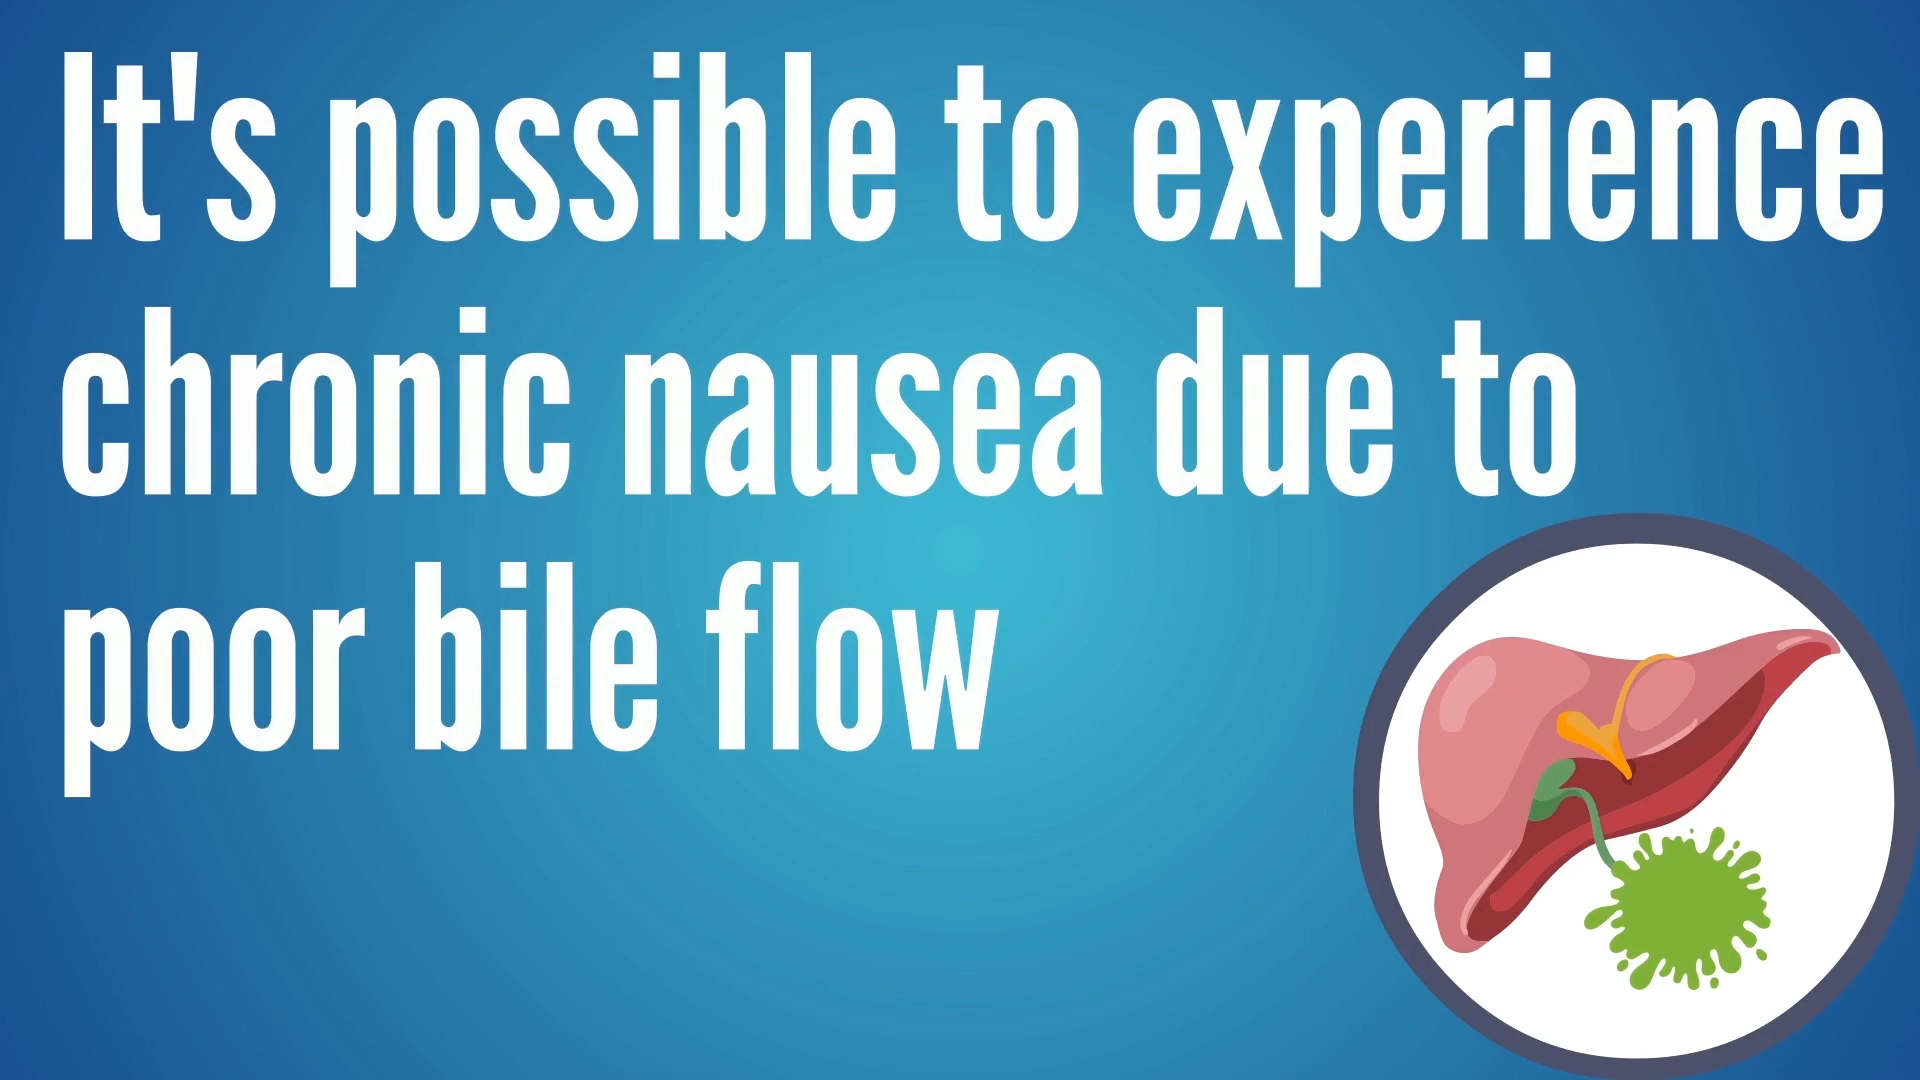 It's possible to experience
chronic nausea due to
poor bile flow